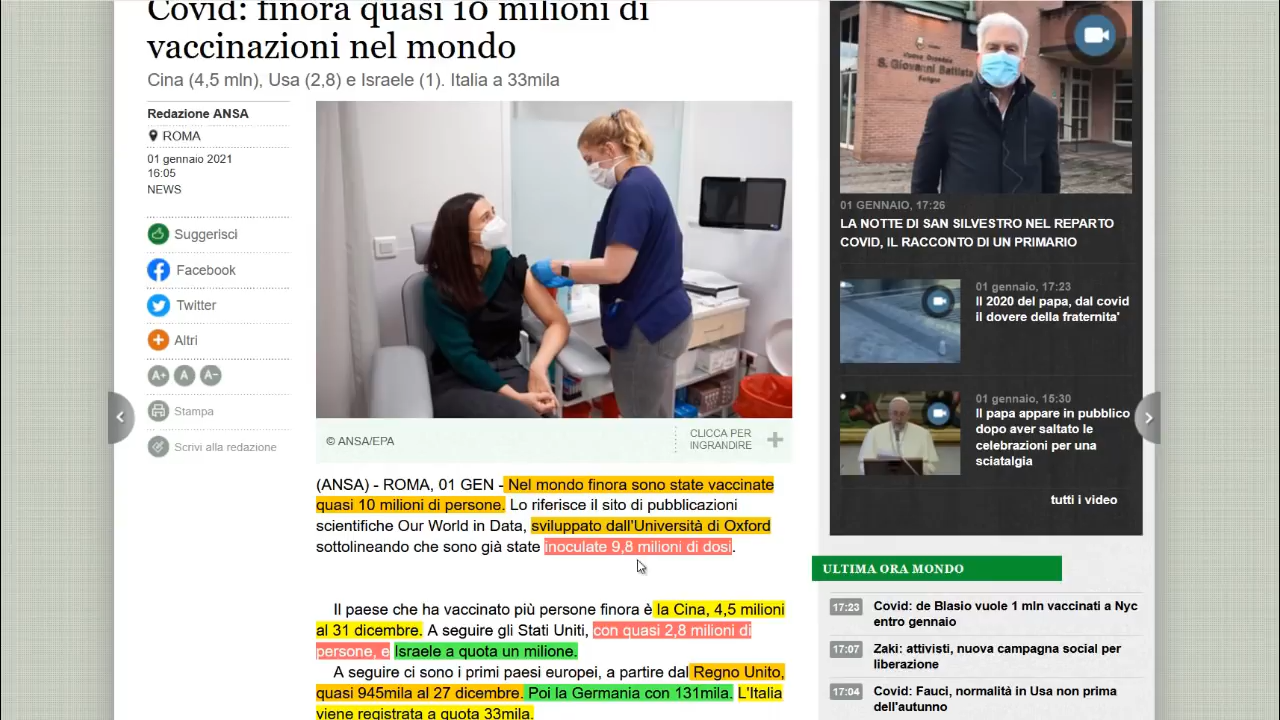 Covid: finora quasi 10 milioni di
vaccinazioni nel mondo
Cina (4,5 mln), Usa (2,8) e Israele (1). Italia a 33mila
Redazione ANSA
ROMA
01 gennaio 2021
16:05
NEWS
Suggerisci
Facebook
Twitter
Altri
A+ A A-
Stampa
Scrivi alla redazione
© ANSA/EPA
CLICCA PER
INGRANDIRE
(ANSA) - ROMA, 01 GEN - Nel mondo finora sono state vaccinate
quasi 10 milioni di persone. Lo riferisce il sito di pubblicazioni
scientifiche Our World in Data, sviluppato dall'Università di Oxford
sottolineando che sono già state inoculate 9,8 milioni di dosi.
Il paese che ha vaccinato più persone finora è la Cina, 4,5 milioni
al 31 dicembre. A seguire gli Stati Uniti, con quasi 2,8 milioni di
persone, e Israele a quota un milione.
A seguire ci sono i primi paesi europei, a partire dal Regno Unito,
quasi 945mila al 27 dicembre. Poi la Germania con 131mila. L'Italia
viene registrata a quota 33mila.
S. Giovanni Battista
01 GENNAIO, 17:26
LA NOTTE DI SAN SILVESTRO NEL REPARTO
COVID, IL RACCONTO DI UN PRIMARIO
01 gennaio, 17:23
Il 2020 del papa, dal covid
il dovere della fraternita'
01 gennaio, 15:30
Il papa appare in pubblico
dopo aver saltato le
celebrazioni per una
sciatalgia
tutti i video
ULTIMA ORA MONDO
17:23 Covid: de Blasio vuole 1 mln vaccinati a Nyc
entro gennaio
17:07 Zaki: attivisti, nuova campagna social per
liberazione
17:04 Covid: Fauci, normalità in Usa non prima
dell'autunno